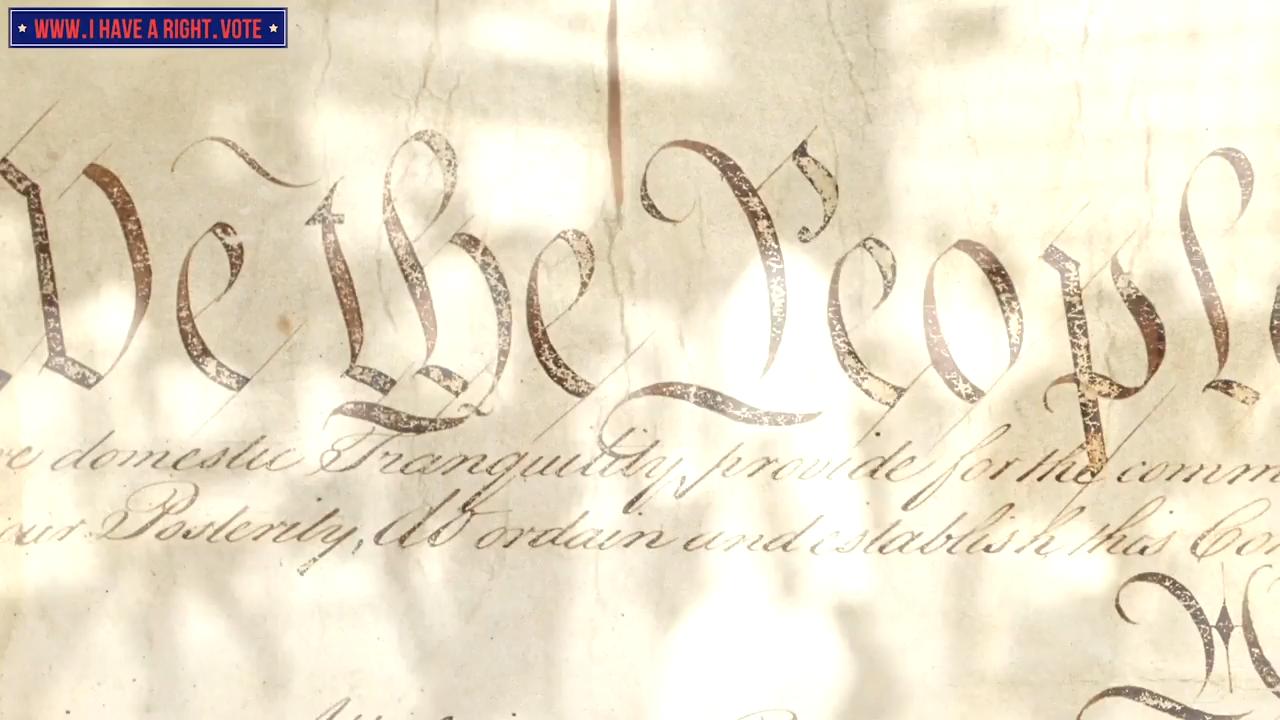 WWW.I HAVE A RIGHT.VOTE
We the Peopl
domestic Tranquility, provide for the comm
our Posterity, do ordain and establish this Con